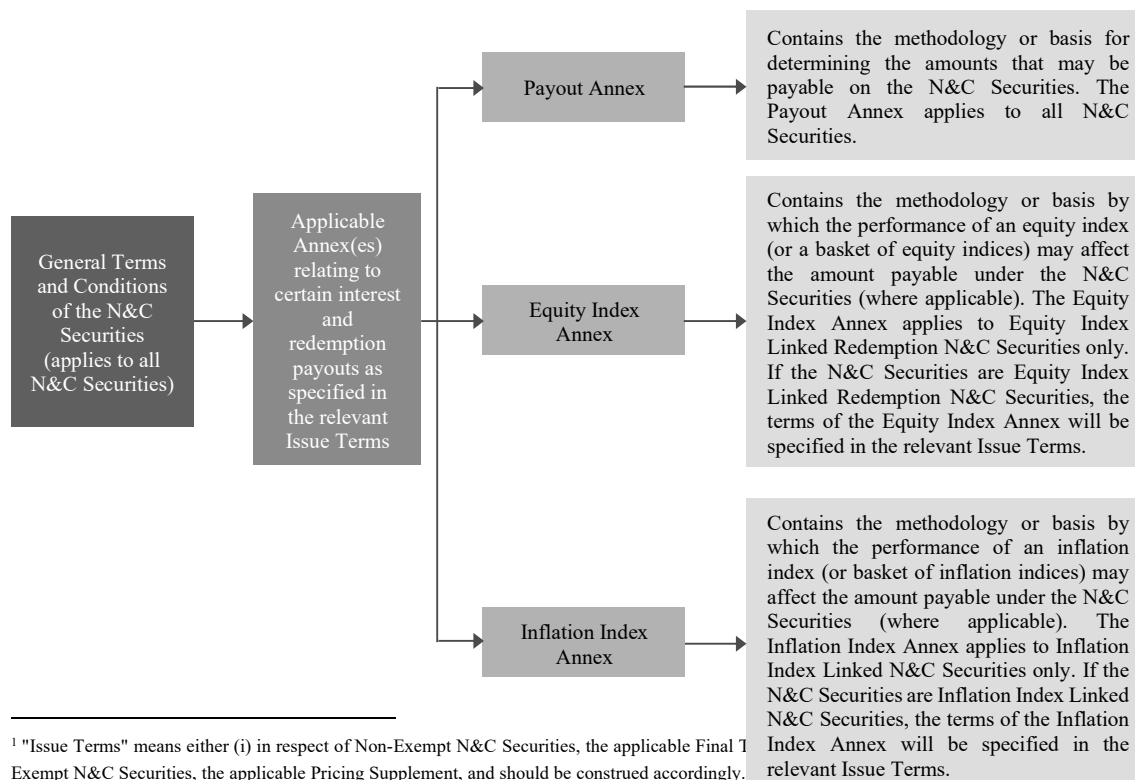 General Terms
and Conditions
of the N&C
Securities
(applies to all
N&C Securities)
Applicable
Annex(es)
relating to
certain interest
and
redemption
payouts as
specified in
the relevant
Issue Terms
Payout Annex
Contains the methodology or basis for
determining the amounts that may be
payable on the N&C Securities. The
Payout Annex applies to all N&C
Securities.
Equity Index
Annex
Contains the methodology or basis by
which the performance of an equity index
(or a basket of equity indices) may affect
the amount payable under the N&C
Securities (where applicable). The Equity
Index Annex applies to Equity Index
Linked Redemption N&C Securities only.
If the N&C Securities are Equity Index
Linked Redemption N&C Securities, the
terms of the Equity Index Annex will be
specified in the relevant Issue Terms.
Inflation Index
Annex
Contains the methodology or basis by
which the performance of an inflation
index (or basket of inflation indices) may
affect the amount payable under the N&C
Securities (where applicable). The
Inflation Index Annex applies to Inflation
Index Linked N&C Securities only. If the
N&C Securities are Inflation Index Linked
N&C Securities, the terms of the Inflation
Index Annex will be specified in the
relevant Issue Terms.
1 "Issue Terms" means either (i) in respect of Non-Exempt N&C Securities, the applicable Final
Exempt N&C Securities, the applicable Pricing Supplement, and should be construed accordingly.